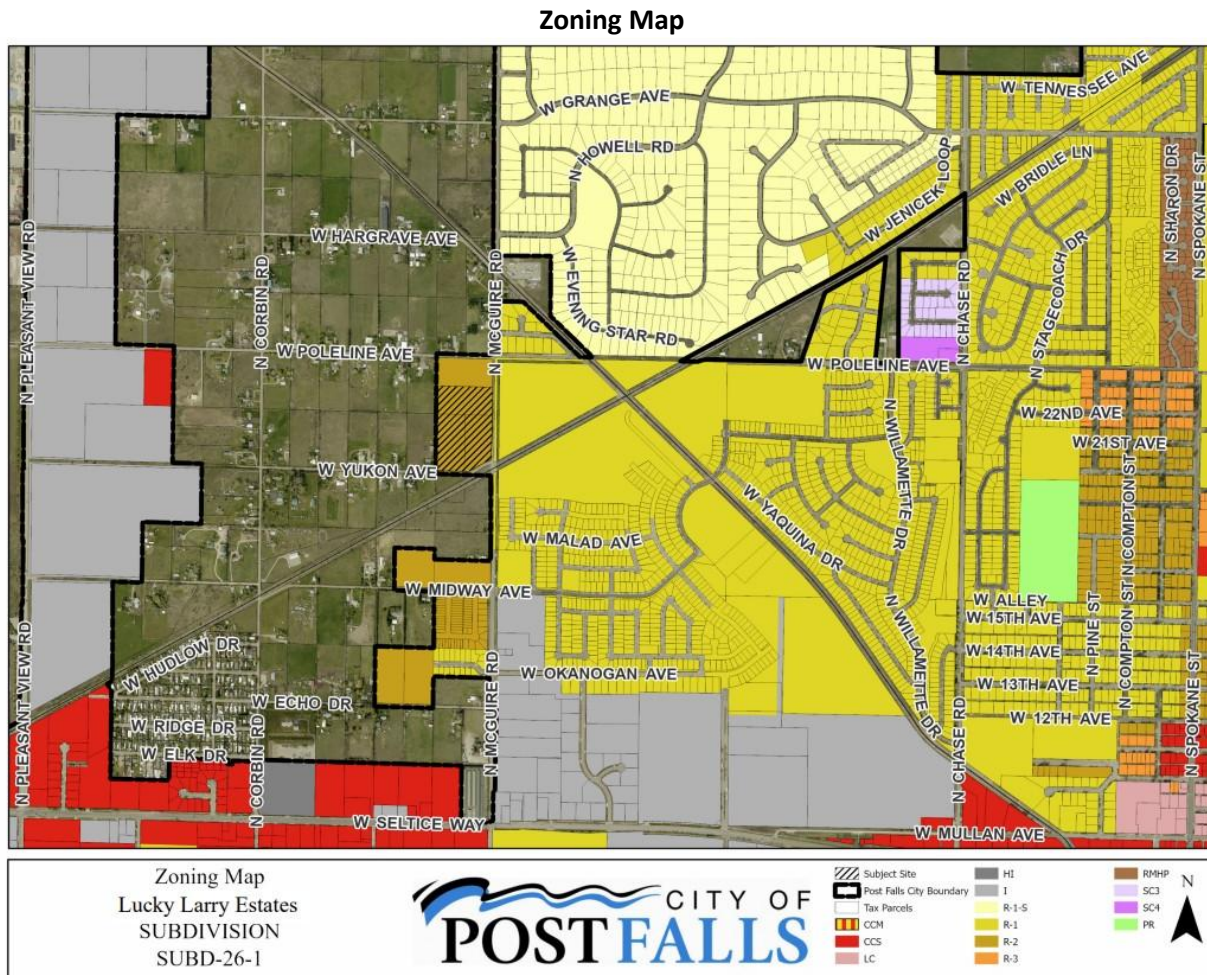 Zoning Map
W TENNESSEE AVE
W GRANGE AVE
N HOWELL RD
N JENICEK LOOP
W BRIDLE LN
N SHARON DR
N SPOKANE ST
W HARGRAVE AVE
N PLEASANT VIEW RD
N CORBIN RD
N MCGUIRE RD
W EVENING STAR RD
N CHASE RD
N STAGECOACH DR
W POLELINE AVE
W POLELINE AVE
W 22ND AVE
W 21ST AVE
W YUKON AVE
N WILLAMETTE DR
N COMPTON ST
W YAQUINA DR
W MALAD AVE
W MIDWAY AVE
W ALLEY
W 15TH AVE
N PINE ST
W 14TH AVE
N COMPTON ST
W HUDLOW DR
N PLEASANT VIEW RD
W OKANOGAN AVE
N WILLAMETTE DR
W 13TH AVE
W ECHO DR
N MCGUIRE RD
W 12TH AVE
N SPOKANE ST
W RIDGE DR
N CORBIN RD
W ELK DR
N CHASE RD
W SELTICE WAY
W MULLAN AVE
Zoning Map
Lucky Larry Estates
SUBDIVISION
SUBD-26-1
CITY OF
POST FALLS
Subject Site
Post Falls City Boundary
Tax Parcels
CCM
CCS
LC
HI
I
R-1-S
R-1
R-2
R-3
RMHP
SC3
SC4
PR
N